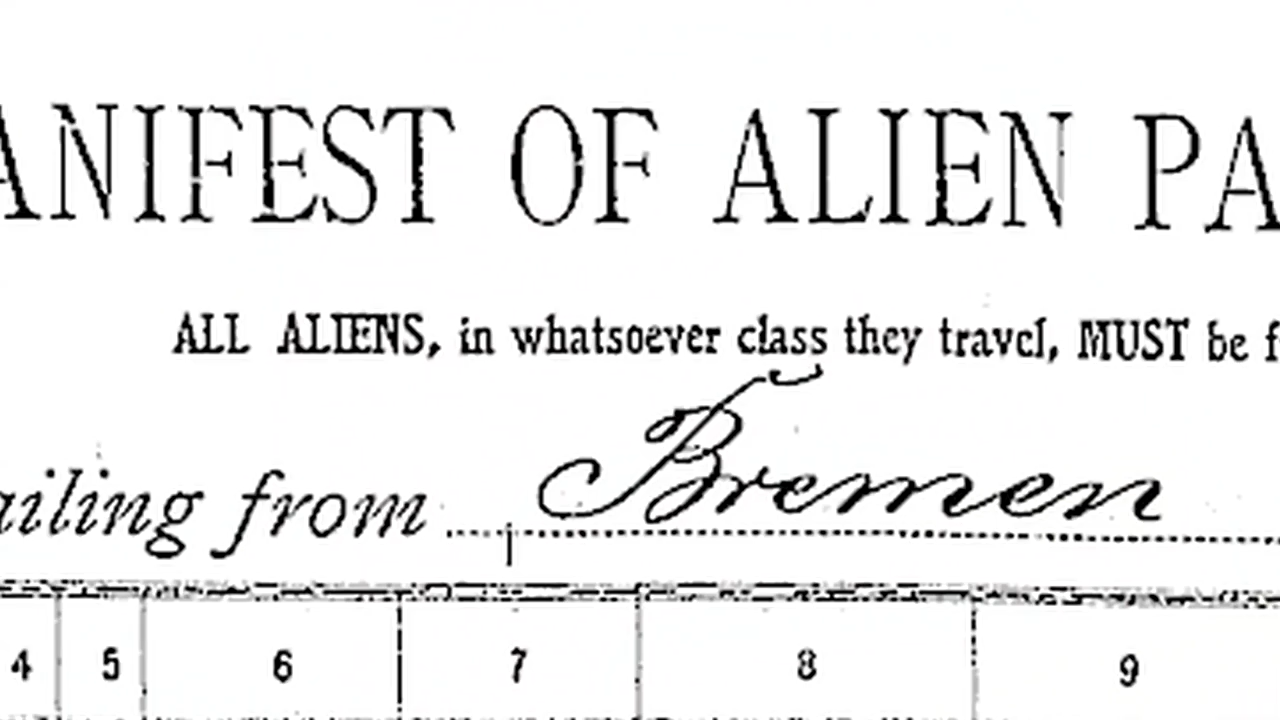 ANIFEST OF ALIEN PA
ALL ALIENS, in whatsoever class they travel, MUST be f
ailing from Bremen
4 5 6 7 8 9